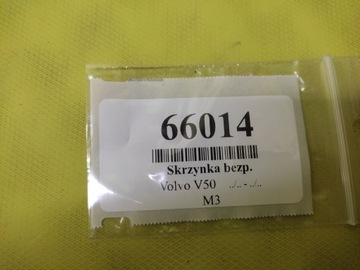 66014
Skrzynka bezp.
Volvo V50 ../.. - ../..
M3